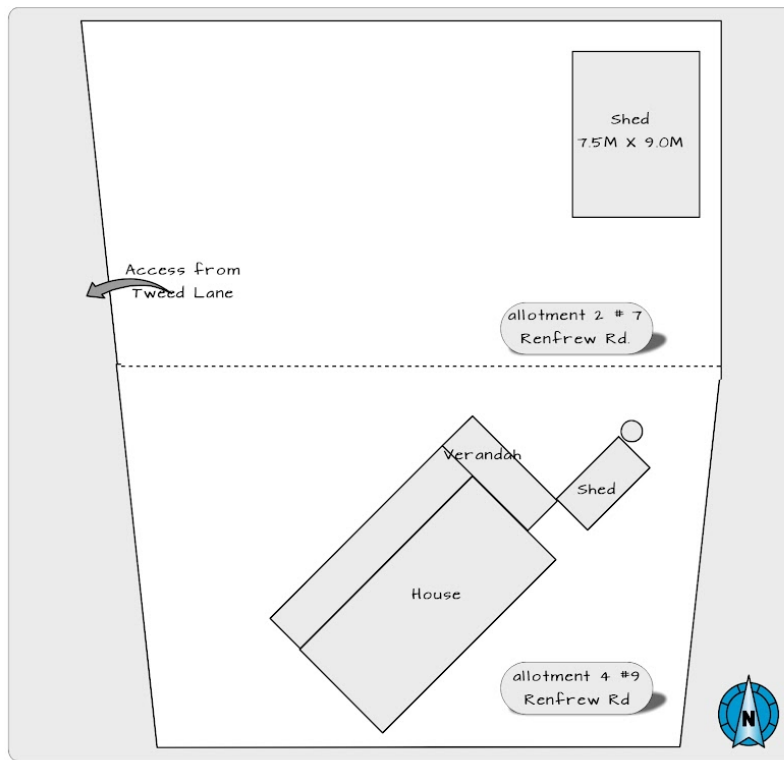 Shed
7.5M X 9.0M
Access from
Tweed Lane
allotment 2 # 7
Renfrew Rd.
Verandah
Shed
House
allotment 4 #9
Renfrew Rd
N